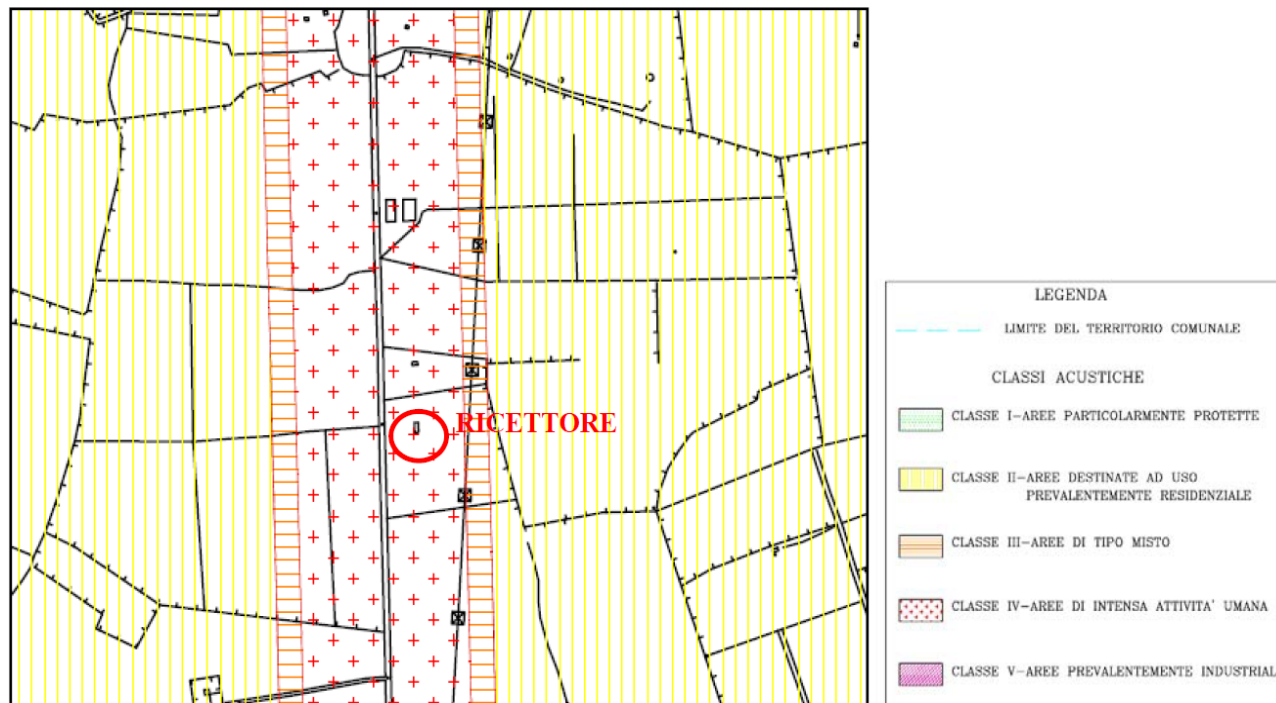 RICETTORE
LEGENDA
LIMITE DEL TERRITORIO COMUNALE
CLASSI ACUSTICHE
CLASSE I-AREE PARTICOLARMENTE PROTETTE
CLASSE II-AREE DESTINATE AD USO
PREVALENTEMENTE RESIDENZIALE
CLASSE III-AREE DI TIPO MISTO
CLASSE IV-AREE DI INTENSA ATTIVITA' UMANA
CLASSE V-AREE PREVALENTEMENTE INDUSTRIAL